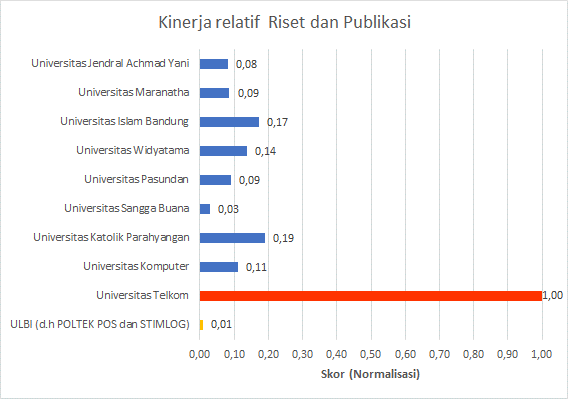 Kinerja relatif  Riset dan Publikasi
Universitas Jendral Achmad Yani 0,08
Universitas Maranatha 0,09
Universitas Islam Bandung 0,17
Universitas Widyatama 0,14
Universitas Pasundan 0,09
Universitas Sangga Buana 0,03
Universitas Katolik Parahyangan 0,19
Universitas Komputer 0,11
Universitas Telkom 1,00
ULBI (d.h POLTEK POS dan STIMLOG) 0,01
0,00 0,10 0,20 0,30 0,40 0,50 0,60 0,70 0,80 0,90 1,00
Skor (Normalisasi)